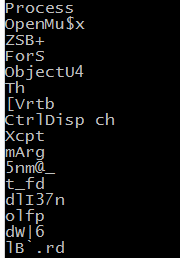 Process
OpenMu$x
ZSB+
ForS
ObjectU4
Th
[Vrtb
CtrlDisp ch
Xcpt
mArg
5nm@_
t_fd
dlI37n
olfp
dW|6
lB`.rd